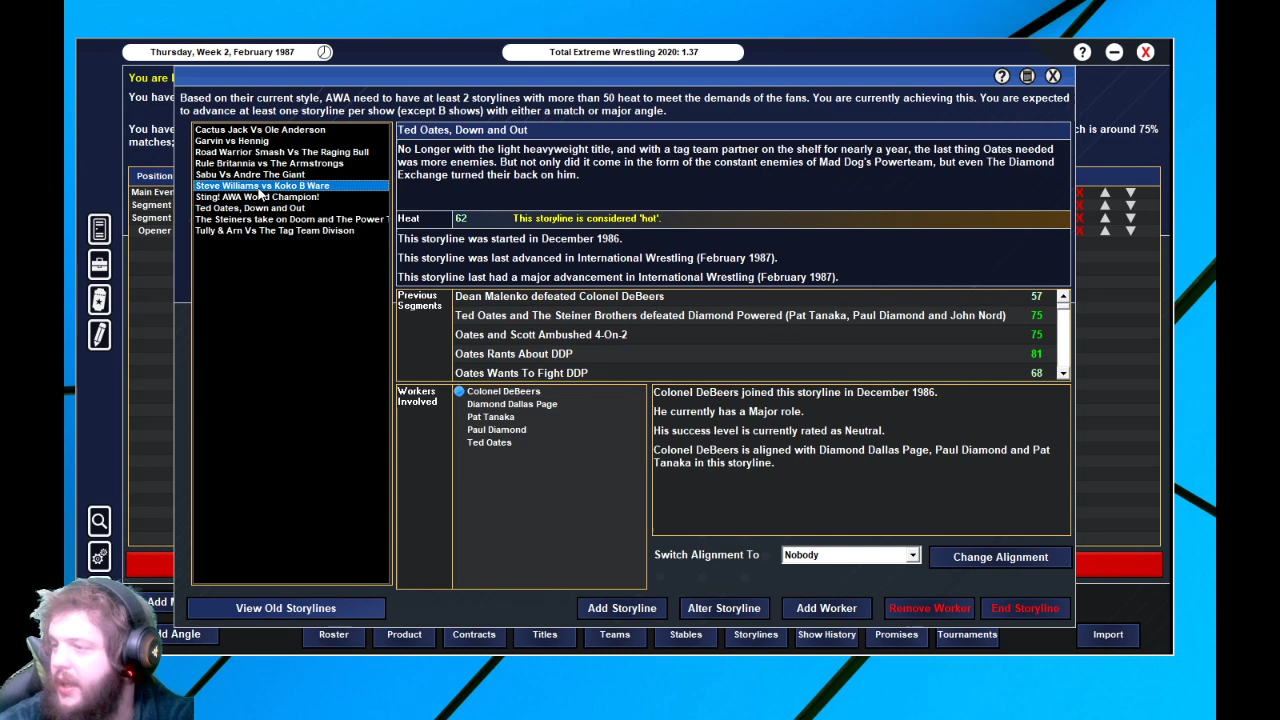 Thursday, Week 2, February 1987
Total Extreme Wrestling 2020: 1.37
?
X
You are
You have
You have
matches;
ch is around 75%
Position
Main Even
Segment
Segment
Opener
X
X
X
X
?
X
Based on their current style, AWA need to have at least 2 storylines with more than 50 heat to meet the demands of the fans. You are currently achieving this. You are expected
to advance at least one storyline per show (except B shows) with either a match or major angle.
Cactus Jack Vs Ole Anderson
Garvin vs Hennig
Road Warrior Smash Vs The Raging Bull
Rule Britannia vs The Armstrongs
Sabu Vs Andre The Giant
Steve Williams vs Koko B Ware
Sting! AWA World Champion!
Ted Oates, Down and Out
The Steiners take on Doom and The Power T
Tully & Arn Vs The Tag Team Divison
Ted Oates, Down and Out
No Longer with the light heavyweight title, and with a tag team partner on the shelf for nearly a year, the last thing Oates needed
was more enemies. But not only did it come in the form of the constant enemies of Mad Dog's Powerteam, but even The Diamond
Exchange turned their back on him.
Heat 62 This storyline is considered 'hot'.
This storyline was started in December 1986.
This storyline was last advanced in International Wrestling (February 1987).
This storyline last had a major advancement in International Wrestling (February 1987).
Previous
Segments
Dean Malenko defeated Colonel DeBeers 57
Ted Oates and The Steiner Brothers defeated Diamond Powered (Pat Tanaka, Paul Diamond and John Nord) 75
Oates and Scott Ambushed 4-On-2 75
Oates Rants About DDP 81
Oates Wants To Fight DDP 68
Workers
Involved
Colonel DeBeers
Diamond Dallas Page
Pat Tanaka
Paul Diamond
Ted Oates
Colonel DeBeers joined this storyline in December 1986.
He currently has a Major role.
His success level is currently rated as Neutral.
Colonel DeBeers is aligned with Diamond Dallas Page, Paul Diamond and Pat
Tanaka in this storyline.
Switch Alignment To Nobody Change Alignment
View Old Storylines Add Storyline Alter Storyline Add Worker Remove Worker End Storyline
Add M
dd Angle Roster Product Contracts Titles Teams Stables Storylines Show History Promises Tournaments Import